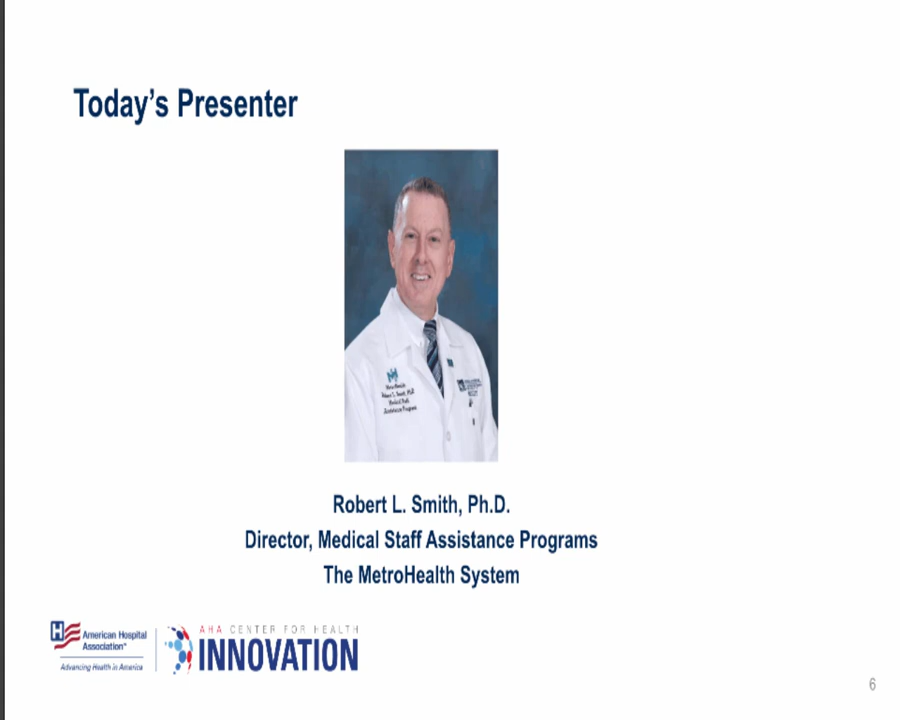 Today’s Presenter
Robert L. Smith, Ph.D.
Director, Medical Staff Assistance Programs
The MetroHealth System
American Hospital
Association™
Advancing Health in America
AHA CENTER FOR HEALTH
INNOVATION
6